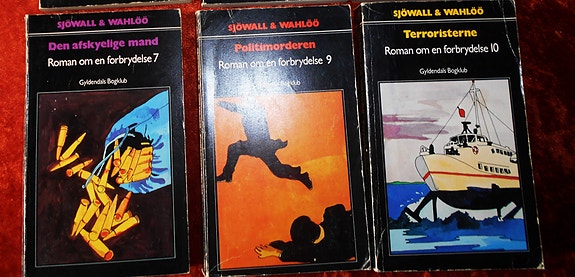 SJÖWALL & WAHLÖÖ
Den afskyelige mand
Roman om en forbrydelse 7
Gyldendals Bogklub
SJÖWALL & WAHLÖÖ
Politimorderen
Roman om en forbrydelse 9
Bogklub
SJÖWALL & WAHLÖÖ
Terroristerne
Roman om en forbrydelse 10
Gyldendals Bogklub